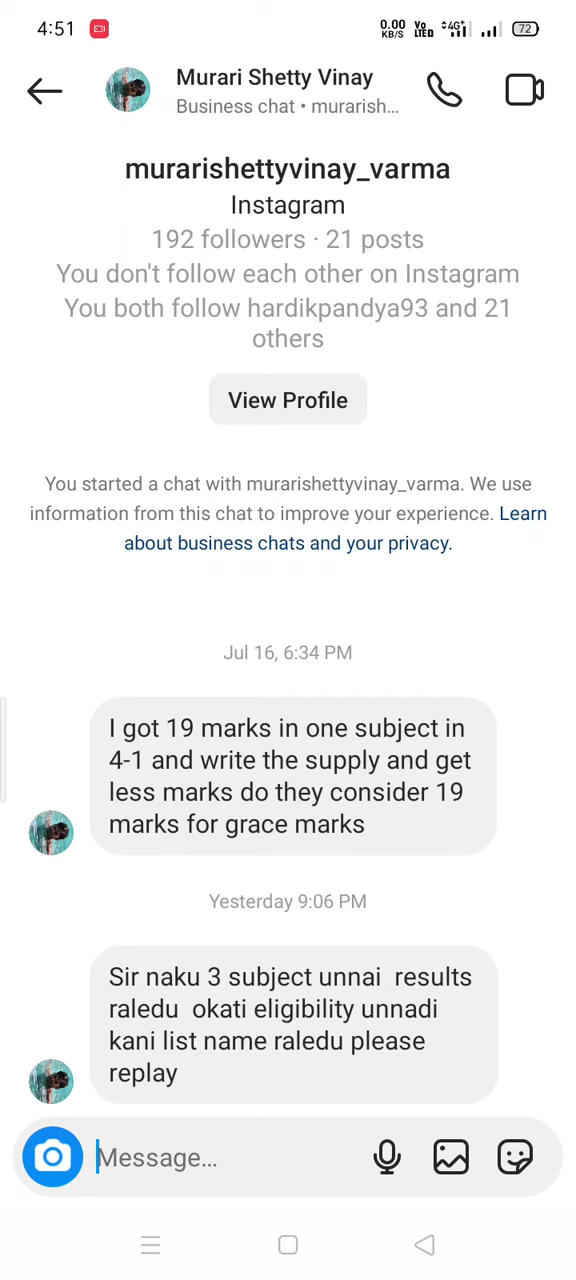 4:51
0.00 KB/S Vo LTED 4G+ 72
Murari Shetty Vinay
Business chat • murarish...
murarishettyvinay_varma
Instagram
192 followers · 21 posts
You don't follow each other on Instagram
You both follow hardikpandya93 and 21
others
View Profile
You started a chat with murarishettyvinay_varma. We use
information from this chat to improve your experience. Learn
about business chats and your privacy.
Jul 16, 6:34 PM
I got 19 marks in one subject in
4-1 and write the supply and get
less marks do they consider 19
marks for grace marks
Yesterday 9:06 PM
Sir naku 3 subject unnai results
raledu okati eligibility unnadi
kani list name raledu please
replay
Message...